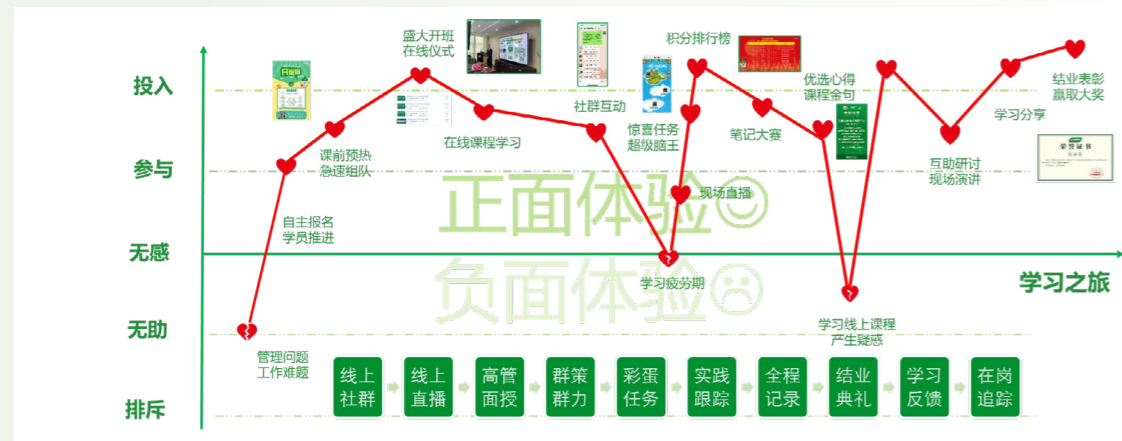 投入
参与
无感
无助
排斥
盛大开班
在线仪式
课前预热
急速组队
自主报名
学员推进
管理问题
工作难题
在线课程学习
社群互动
学习疲劳期
现场直播
惊喜任务
超级脑王
积分排行榜
笔记大赛
优选心得
课程金句
学习线上课程
产生疑惑
互助研讨
现场演讲
学习分享
结业表彰
赢取大奖
荣誉证书
正面体验
负面体验
学习之旅
线上
社群
线上
直播
高管
面授
群策
群力
彩蛋
任务
实践
跟踪
全程
记录
结业
典礼
学习
反馈
在岗
追踪